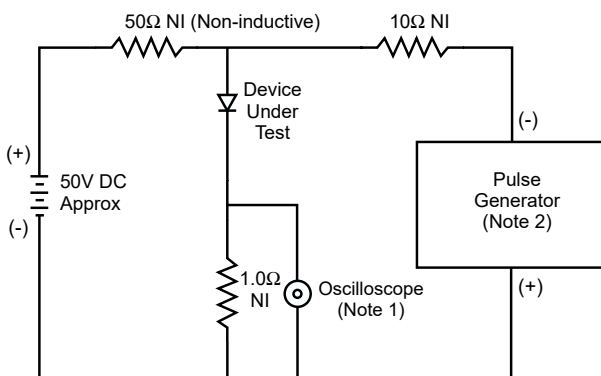 50Ω NI (Non-inductive)
10Ω NI
Device
Under
Test
(-)
(+)
50V DC
Approx
(-)
Pulse
Generator
(Note 2)
1.0Ω
NI
Oscilloscope
(Note 1)
(+)